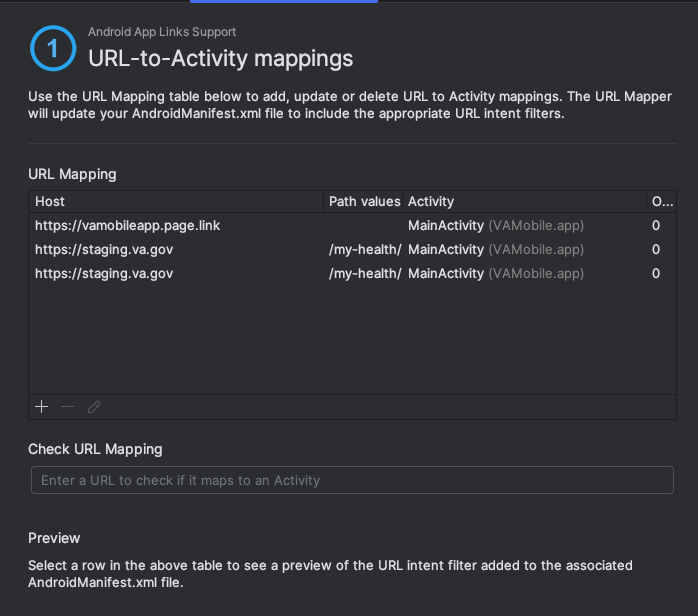 Android App Links Support
1
URL-to-Activity mappings
Use the URL Mapping table below to add, update or delete URL to Activity mappings. The URL Mapper
will update your AndroidManifest.xml file to include the appropriate URL intent filters.
URL Mapping
Host Path values Activity O...
https://vamobileapp.page.link MainActivity (VAMobile.app) 0
https://staging.va.gov /my-health/ MainActivity (VAMobile.app) 0
https://staging.va.gov /my-health/ MainActivity (VAMobile.app) 0
Check URL Mapping
Enter a URL to check if it maps to an Activity
Preview
Select a row in the above table to see a preview of the URL intent filter added to the associated
AndroidManifest.xml file.